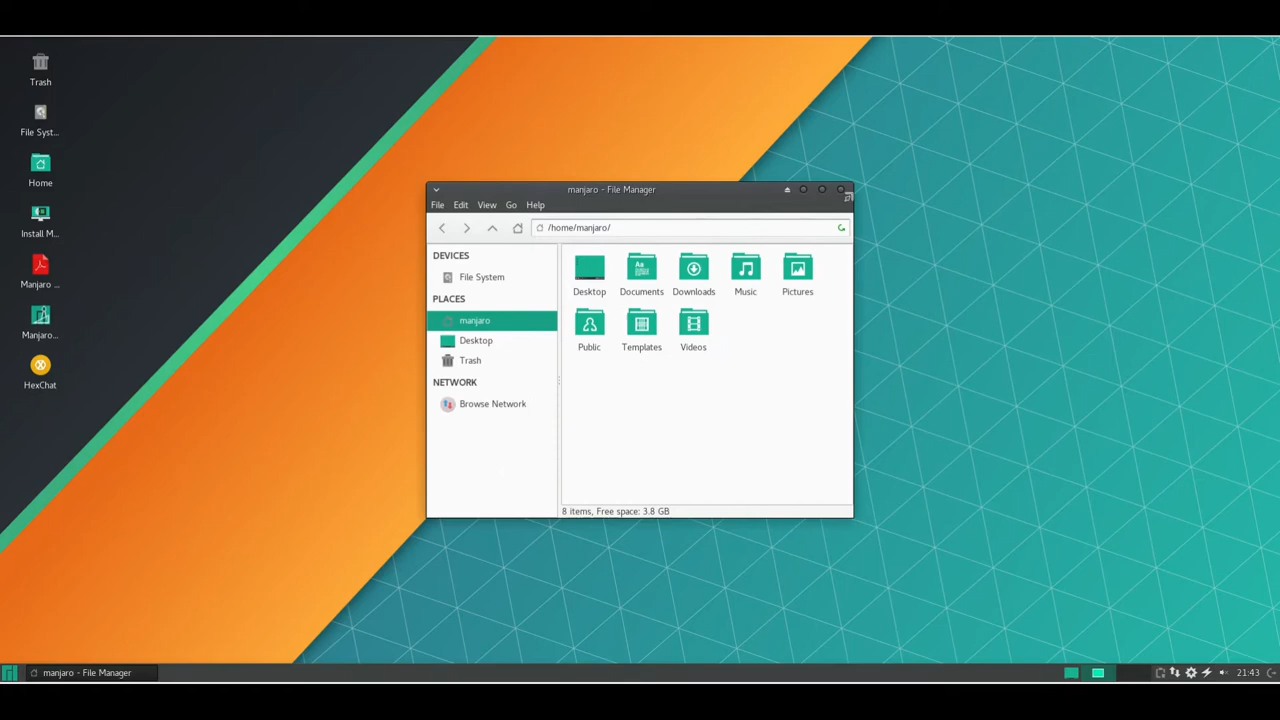 Trash
File Syst...
Home
Install M...
Manjaro ...
Manjaro...
HexChat
manjaro - File Manager
File Edit View Go Help
/home/manjaro/
DEVICES
File System
PLACES
manjaro
Desktop
Trash
NETWORK
Browse Network
Desktop Documents Downloads Music Pictures
Aa
Public Templates Videos
8 items, Free space: 3.8 GB
manjaro - File Manager
21:43